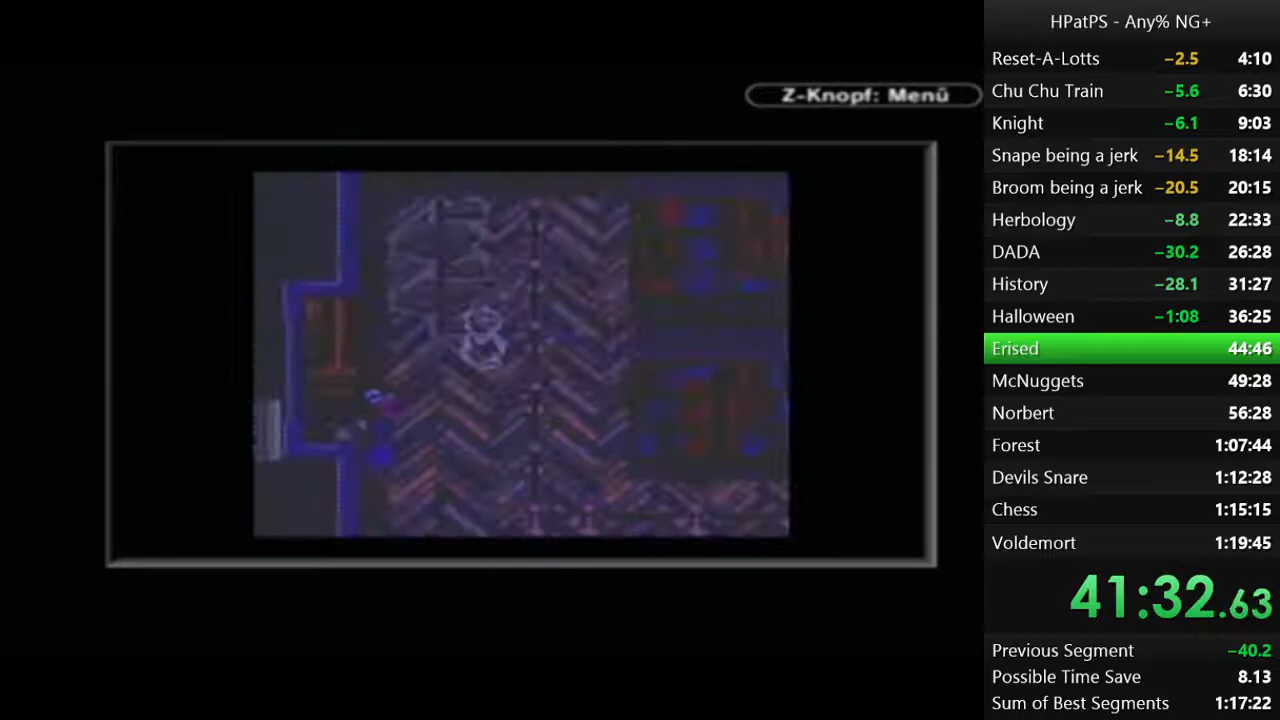 Z-Knopf: Menü
HPatPS - Any% NG+
Reset-A-Lotts −2.5 4:10
Chu Chu Train −5.6 6:30
Knight −6.1 9:03
Snape being a jerk −14.5 18:14
Broom being a jerk −20.5 20:15
Herbology −8.8 22:33
DADA −30.2 26:28
History −28.1 31:27
Halloween −1:08 36:25
Erised 44:46
McNuggets 49:28
Norbert 56:28
Forest 1:07:44
Devils Snare 1:12:28
Chess 1:15:15
Voldemort 1:19:45
41:32.63
Previous Segment −40.2
Possible Time Save 8.13
Sum of Best Segments 1:17:22